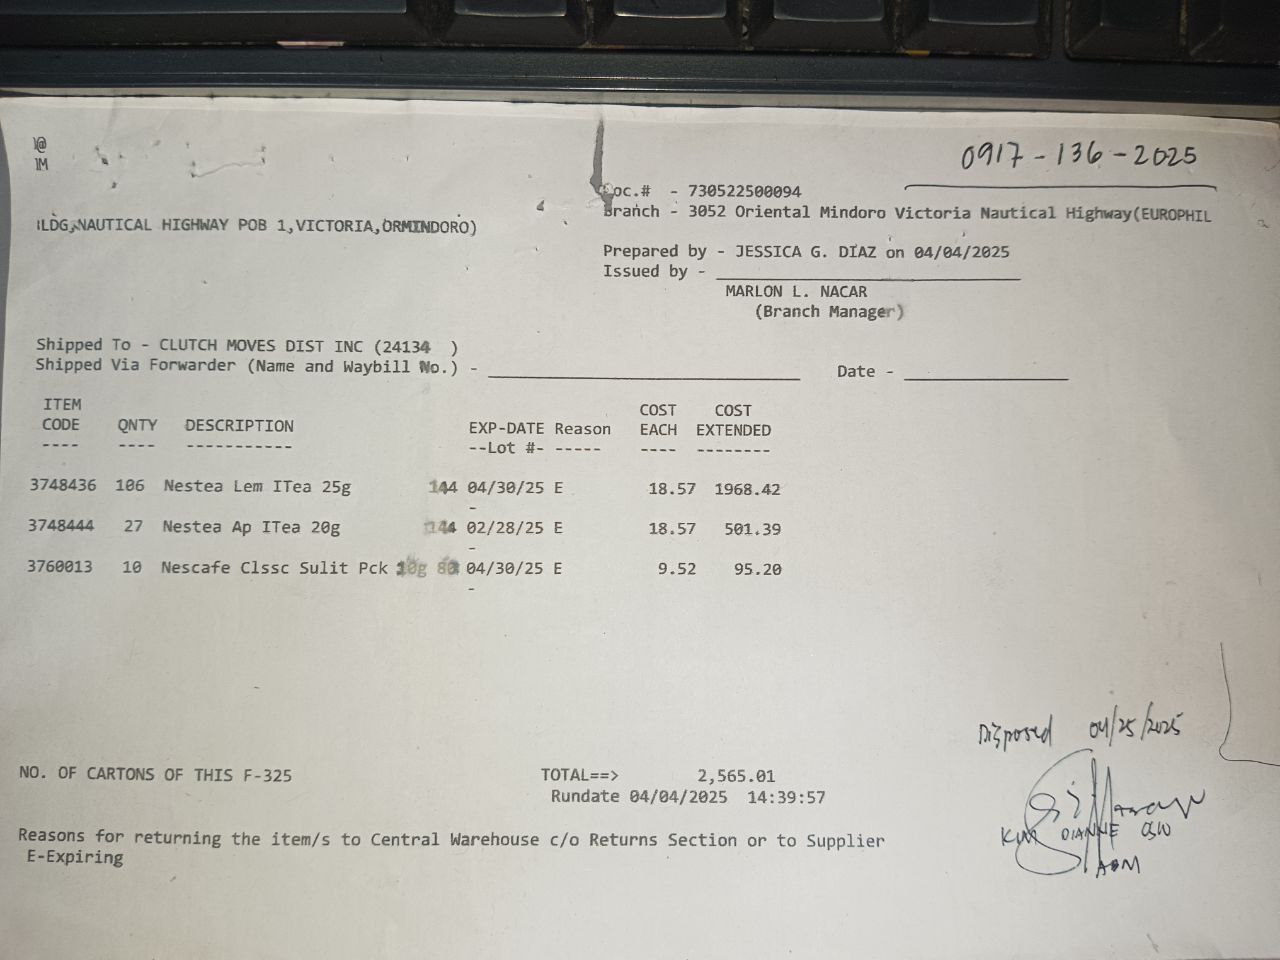 )@
1M
0917-136-2025
Doc.# - 730522500094
Branch - 3052 Oriental Mindoro Victoria Nautical Highway(EUROPHIL
ILDG,NAUTICAL HIGHWAY POB 1,VICTORIA,ORMINDORO)
Prepared by - JESSICA G. DIAZ on 04/04/2025
Issued by -
MARLON L. NACAR
(Branch Manager)
Shipped To - CLUTCH MOVES DIST INC (24134 )
Shipped Via Forwarder (Name and Waybill No.) - Date -
ITEM COST COST
CODE QNTY DESCRIPTION EXP-DATE Reason EACH EXTENDED
---- ---- ----------- --Lot #- ----- ---- --------
3748436 106 Nestea Lem ITea 25g 144 04/30/25 E 18.57 1968.42
-
3748444 27 Nestea Ap ITea 20g 144 02/28/25 E 18.57 501.39
-
3760013 10 Nescafe Clssc Sulit Pck 10g 80 04/30/25 E 9.52 95.20
-
Disposed 04/25/2025
NO. OF CARTONS OF THIS F-325 TOTAL==> 2,565.01
Rundate 04/04/2025 14:39:57
DIANNE
ABM
Reasons for returning the item/s to Central Warehouse c/o Returns Section or to Supplier
E-Expiring